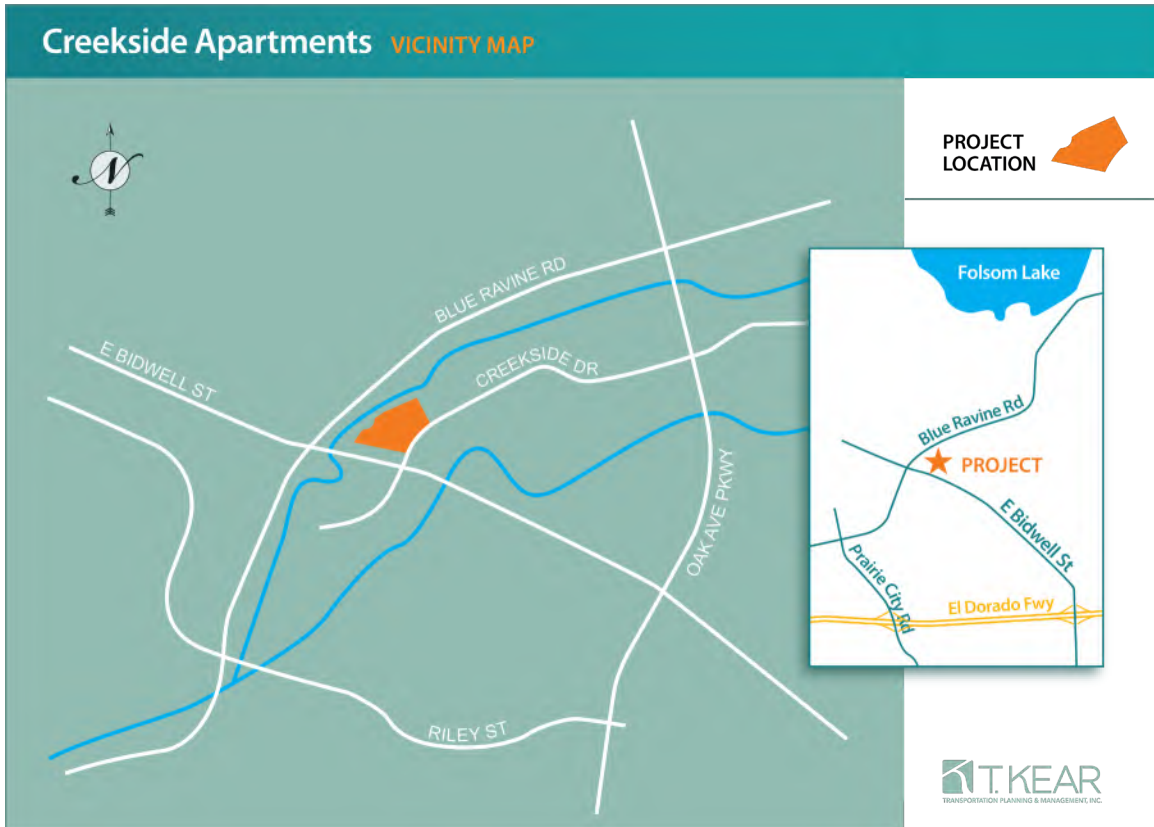 Creekside Apartments VICINITY MAP
N
PROJECT
LOCATION
BLUE RAVINE RD
E BIDWELL ST
CREEKSIDE DR
OAK AVE PKWY
RILEY ST
Folsom Lake
Blue Ravine Rd
PROJECT
E Bidwell St
Prairie City Rd
El Dorado Fwy
T. KEAR
TRANSPORTATION PLANNING & MANAGEMENT, INC.